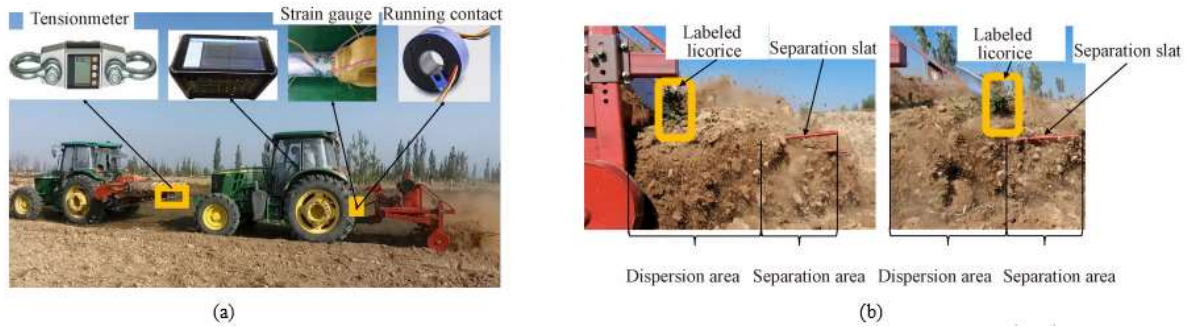 Tensionmeter
Strain gauge
Running contact
(a)
Labeled
licorice
Separation slat
Labeled
licorice
Separation slat
Dispersion area
Separation area
Dispersion area
Separation area
(b)